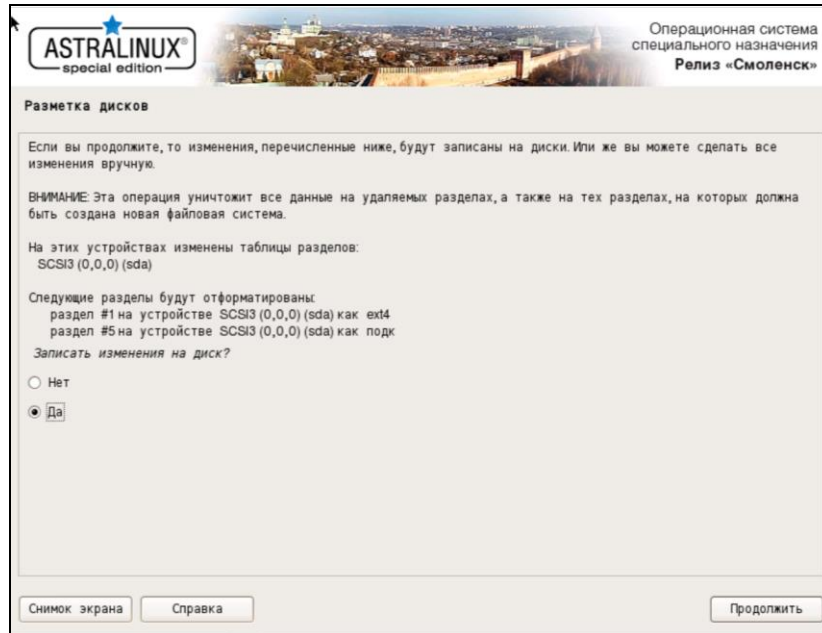 ASTRALINUX®
special edition
Операционная система
специального назначения
Релиз «Смоленск»
Разметка дисков
Если вы продолжите, то изменения, перечисленные ниже, будут записаны на диски. Или же вы можете сделать все
изменения вручную.
ВНИМАНИЕ: Эта операция уничтожит все данные на удаляемых разделах, а также на тех разделах, на которых должна
быть создана новая файловая система.
На этих устройствах изменены таблицы разделов:
SCSI3 (0,0,0) (sda)
Следующие разделы будут отформатированы:
раздел #1 на устройстве SCSI3 (0,0,0) (sda) как ext4
раздел #5 на устройстве SCSI3 (0,0,0) (sda) как подк
Записать изменения на диск?
Нет
Да
Снимок экрана
Справка
Продолжить